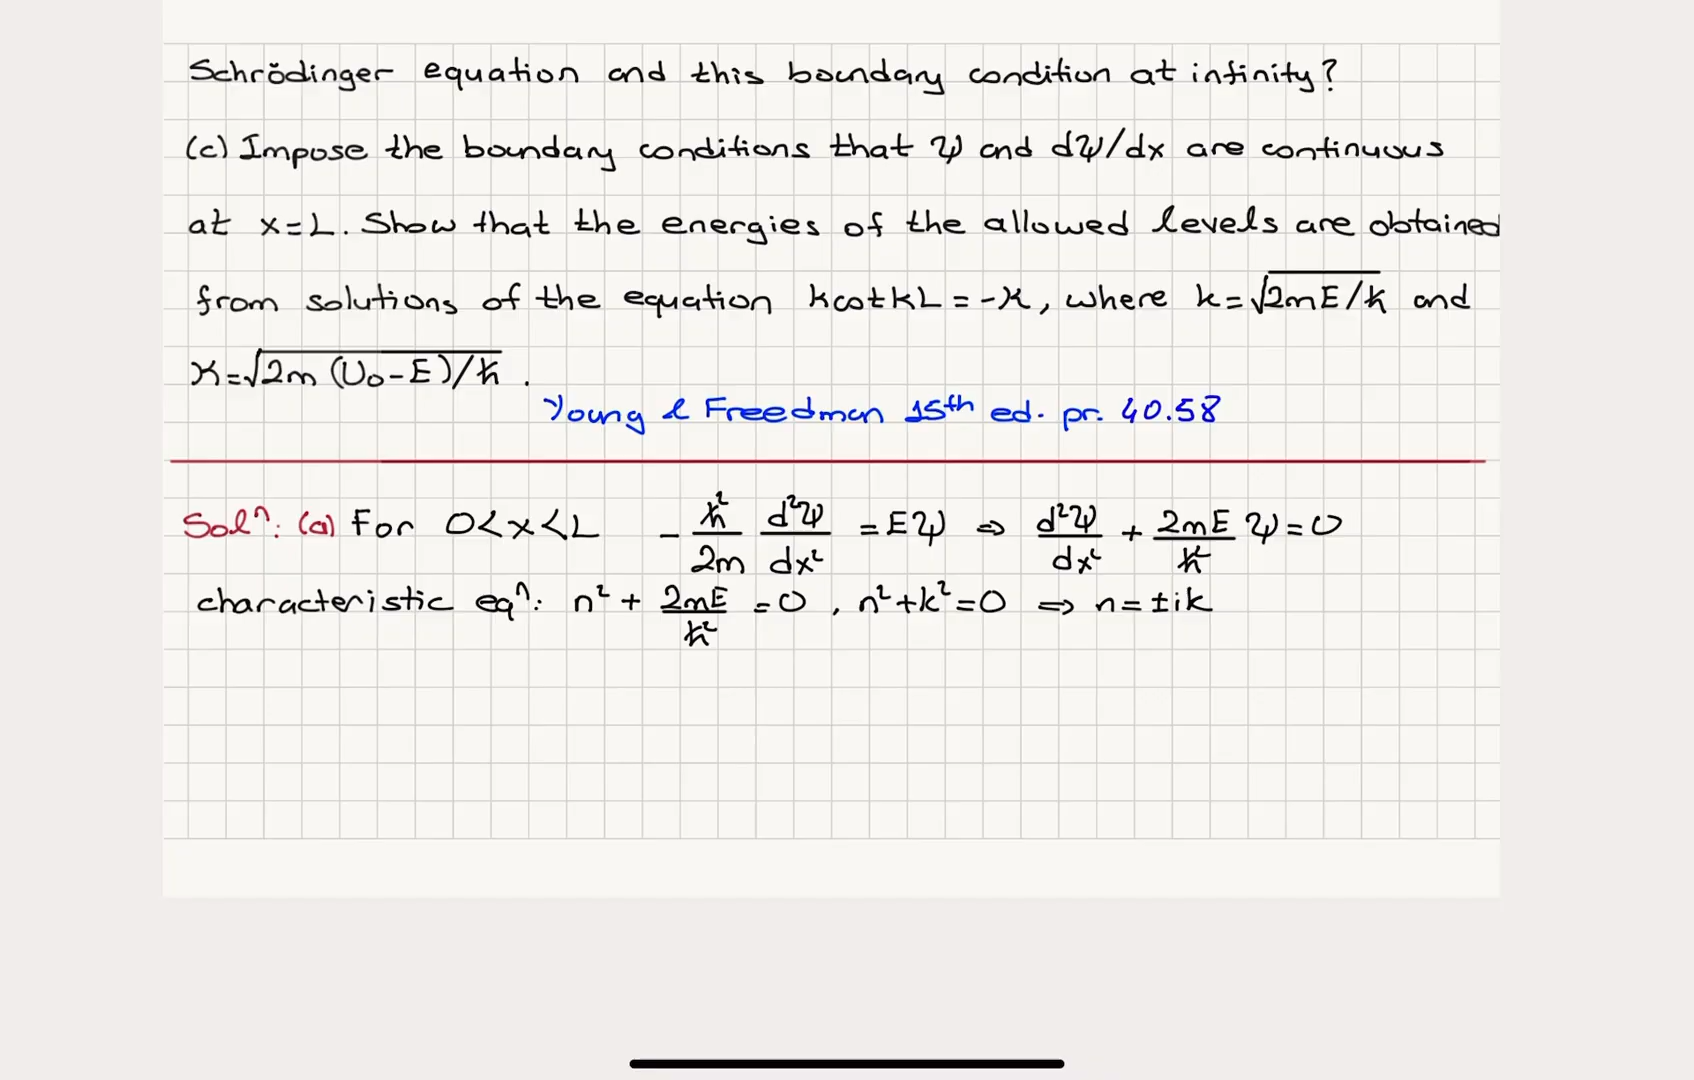 Schrödinger equation and this boundary condition at infinity?
(c) Impose the boundary conditions that ψ and dψ/dx are continuous
at x=L. Show that the energies of the allowed levels are obtained
from solutions of the equation kcotkL=-κ, where k=√2mE/ħ and
κ=√2m(U₀-E)/ħ.
Young & Freedman 15th ed. pr. 40.58
Solⁿ: (a) For 0<x<L -ħ²/2m d²ψ/dx² = Eψ ⇒ d²ψ/dx² + 2mE/ħ² ψ=0
characteristic eqⁿ: n² + 2mE/ħ² = 0, n²+k²=0 ⇒ n=±ik